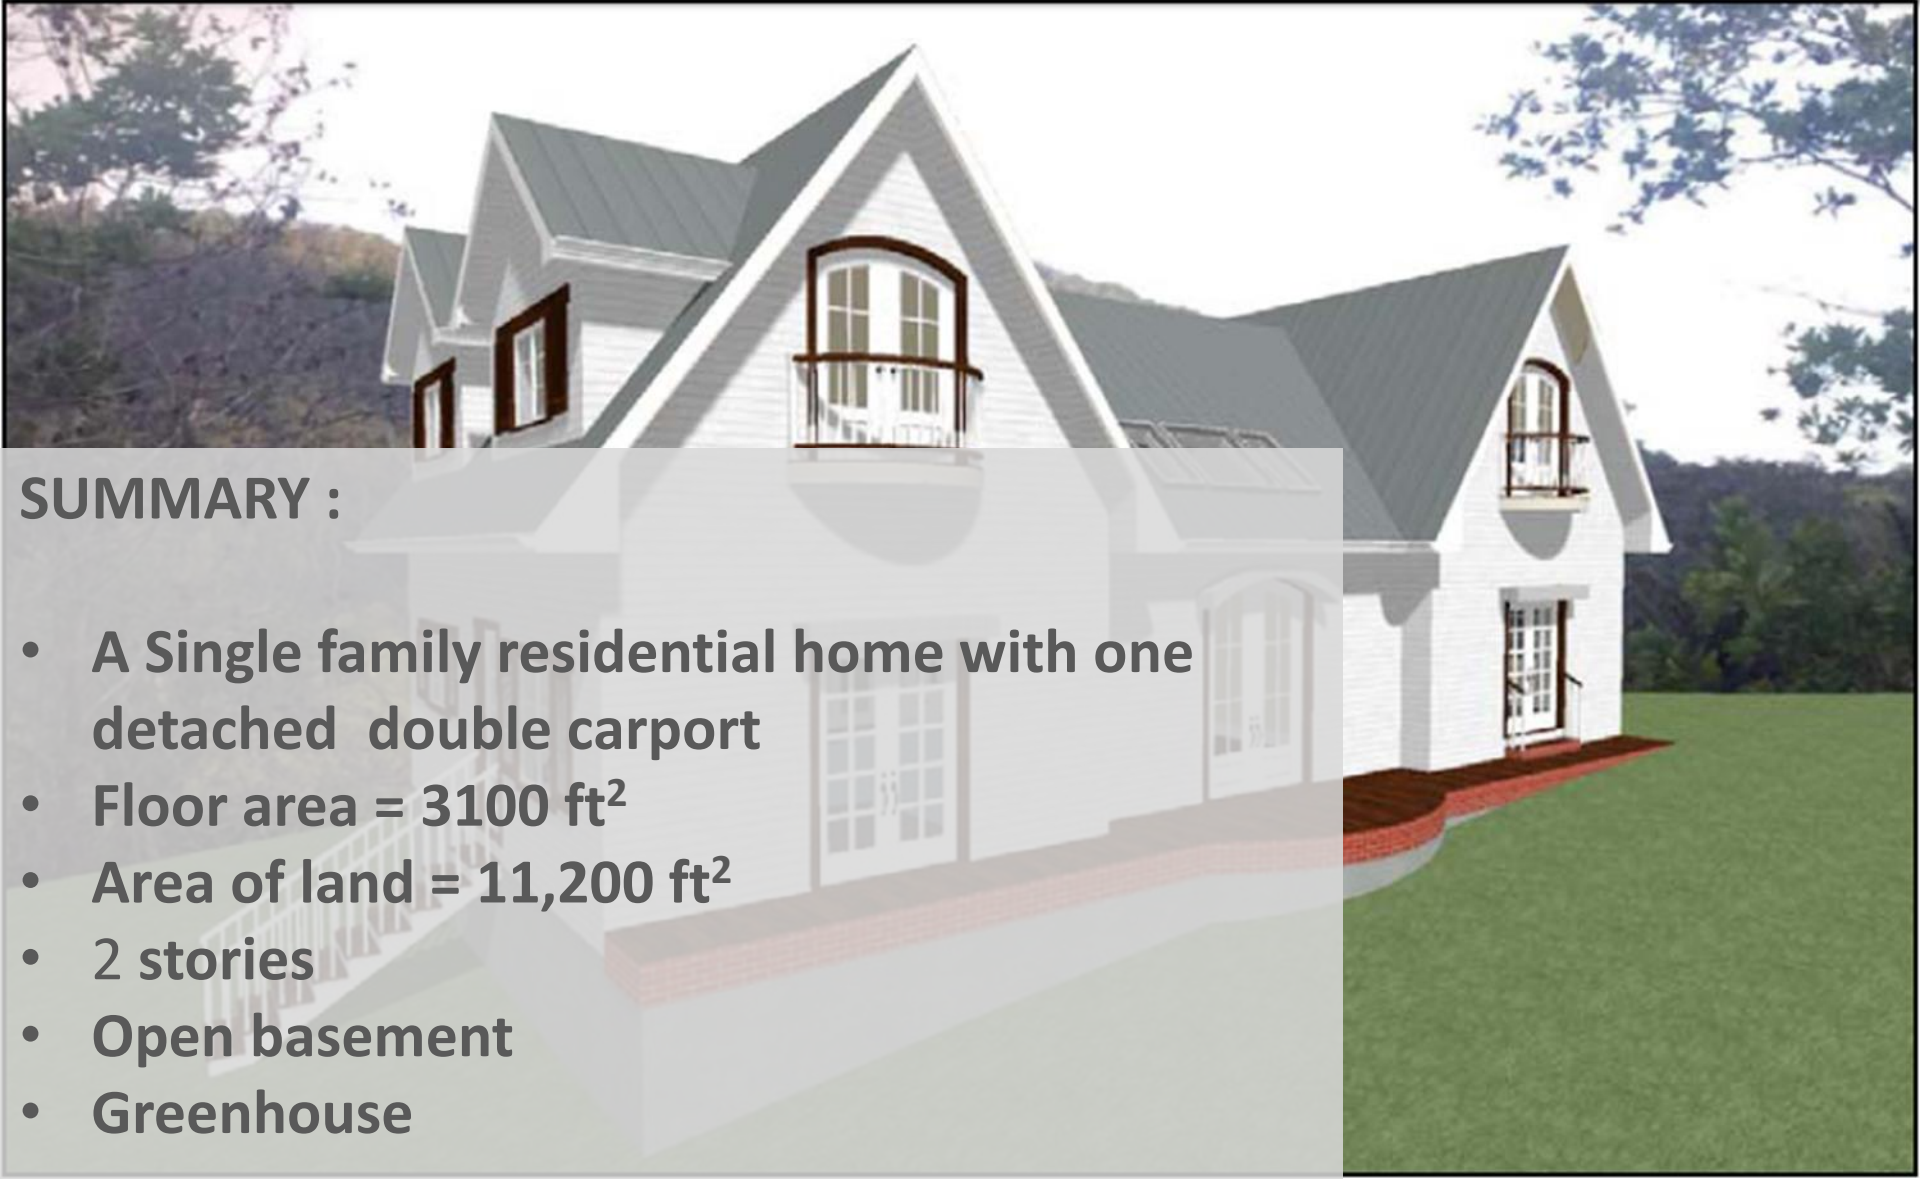 SUMMARY :
• A Single family residential home with one
detached  double carport
• Floor area = 3100 ft²
• Area of land = 11,200 ft²
• 2 stories
• Open basement
• Greenhouse